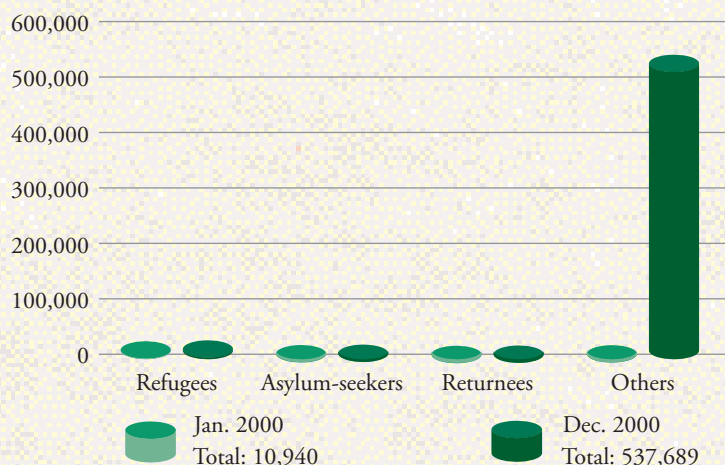 600,000
500,000
400,000
300,000
200,000
100,000
0
Refugees Asylum-seekers Returnees Others
Jan. 2000 Dec. 2000
Total: 10,940 Total: 537,689